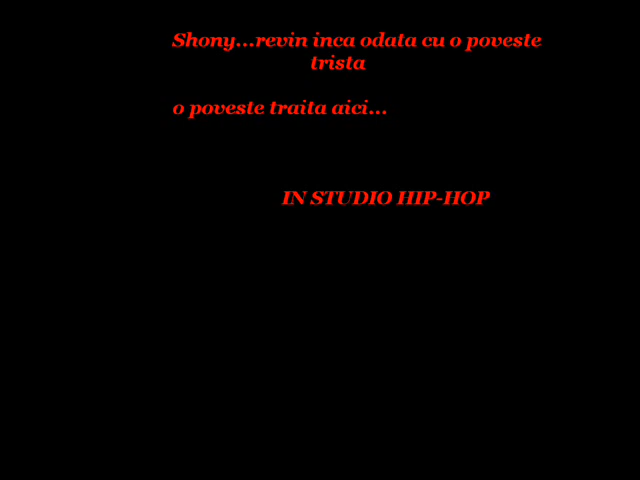 Shony...revin inca odata cu o poveste
trista
o poveste traita aici...
IN STUDIO HIP-HOP